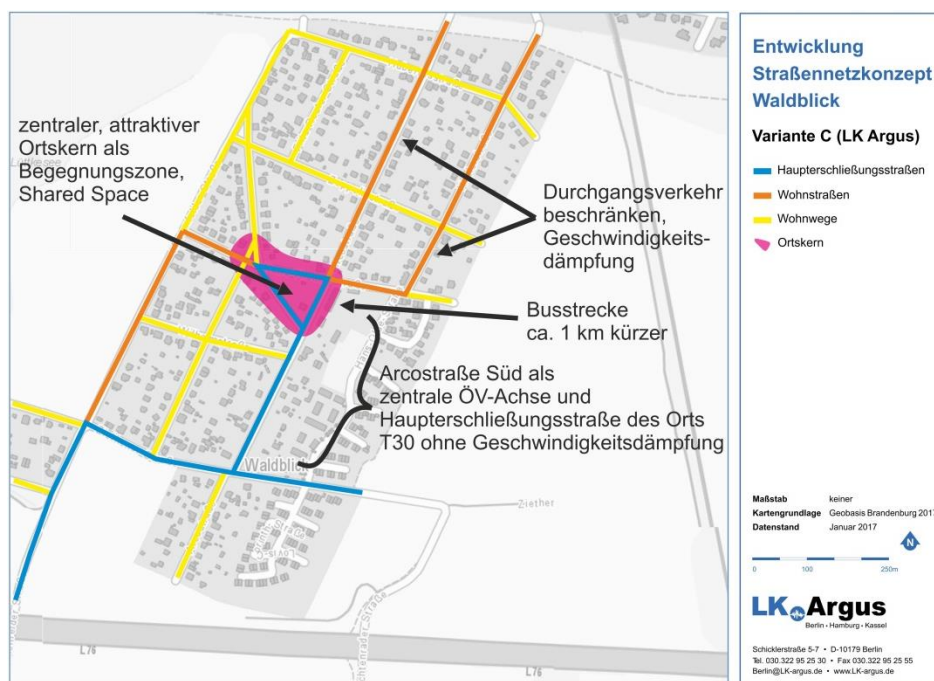 zentraler, attraktiver
Ortskern als
Begegnungszone,
Shared Space
Durchgangsverkehr
beschränken,
Geschwindigkeits-
dämpfung
Busstrecke
ca. 1 km kürzer
Arcostraße Süd als
zentrale ÖV-Achse und
Haupterschließungsstraße des Orts
T30 ohne Geschwindigkeitsdämpfung
Waldblick
Ziether
L76
L76
Entwicklung
Straßennetzkonzept
Waldblick
Variante C (LK Argus)
Haupterschließungsstraßen
Wohnstraßen
Wohnwege
Ortskern
Maßstab keiner
Kartengrundlage Geobasis Brandenburg 2017
Datenstand Januar 2017
N
0 100 250m
LK Argus
Berlin • Hamburg • Kassel
Schicklerstraße 5-7 • D-10179 Berlin
Tel. 030.322 95 25 30 • Fax 030.322 95 25 55
Berlin@LK-argus.de • www.LK-argus.de